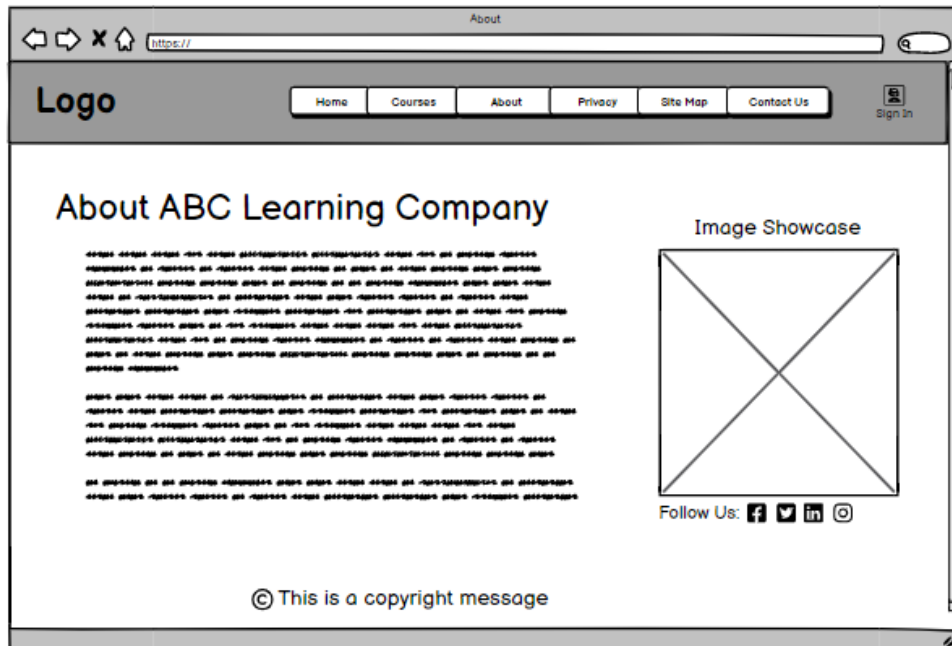 About
https://
Logo
Home Courses About Privacy Site Map Contact Us
Sign In
About ABC Learning Company
Image Showcase
Follow Us:
© This is a copyright message